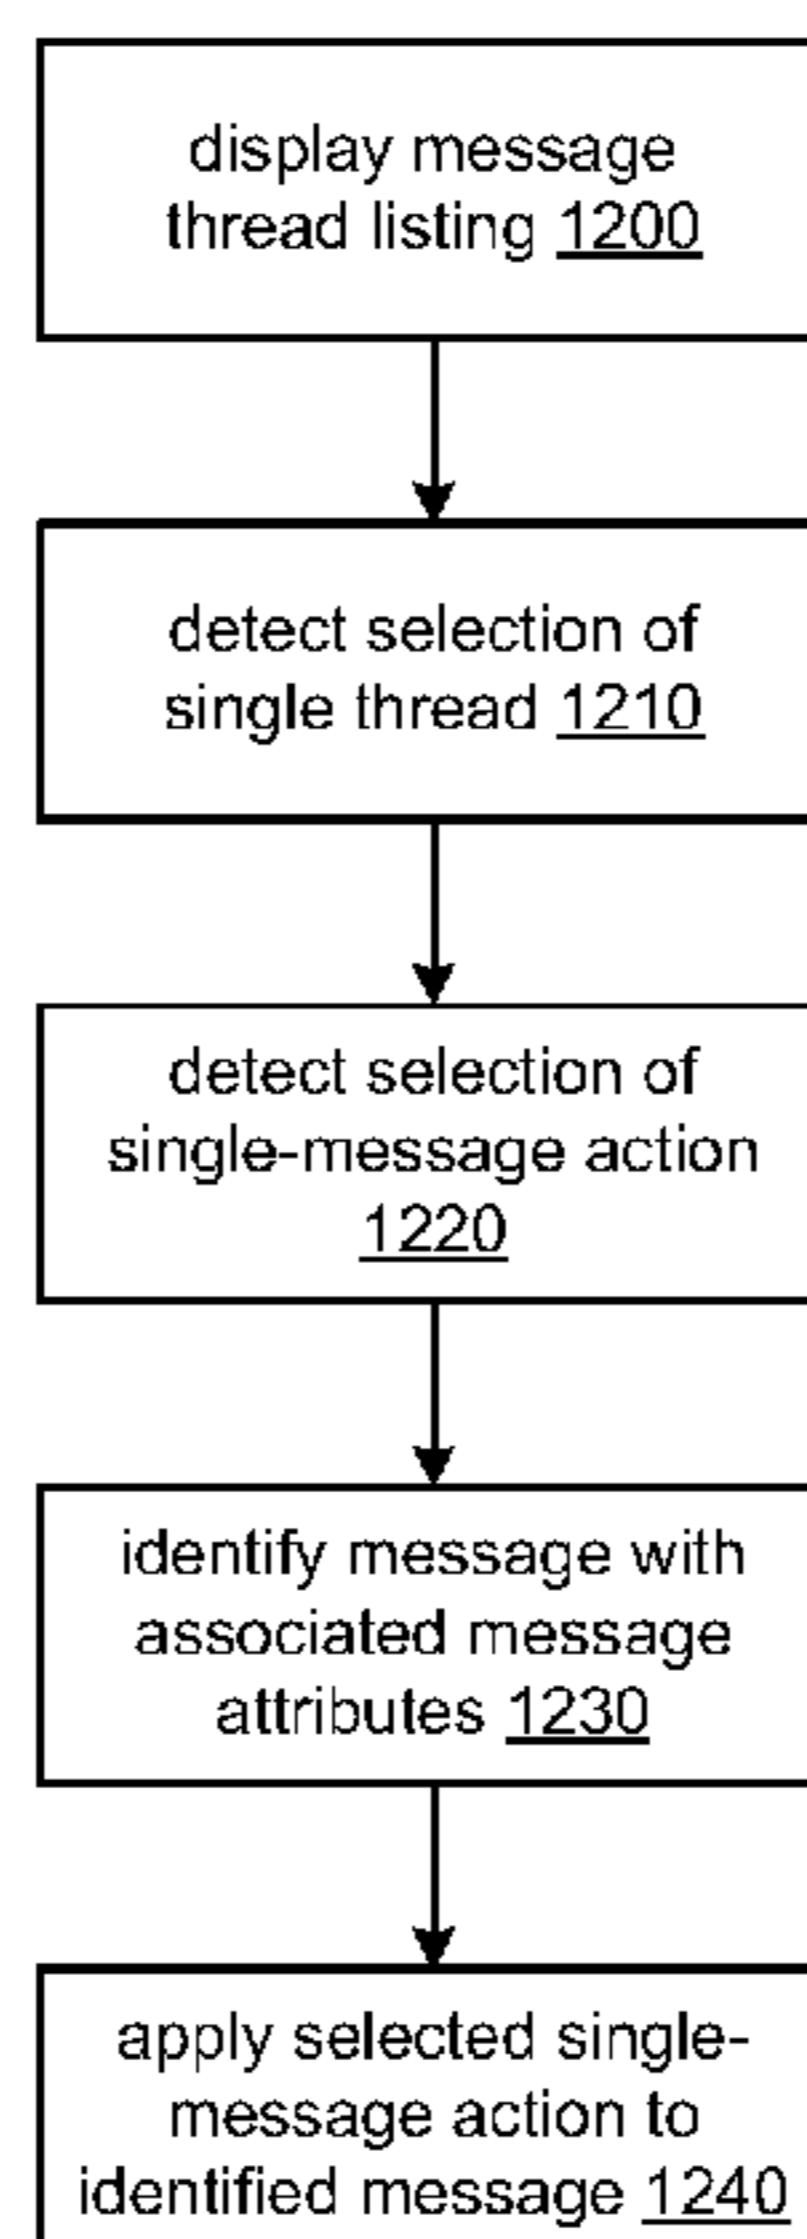 display message
thread listing 1200
detect selection of
single thread 1210
detect selection of
single-message action
1220
identify message with
associated message
attributes 1230
apply selected single-
message action to
identified message 1240